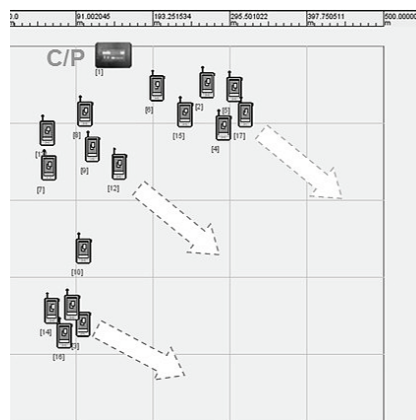 0.0 91.002045 193.251534 295.501022 397.750511 500.00000
m m m m m
C/P
[1]
[6] [2] [5]
[8] [15] [4] [17]
[7] [9] [12]
[10]
[14] [3]
[16]